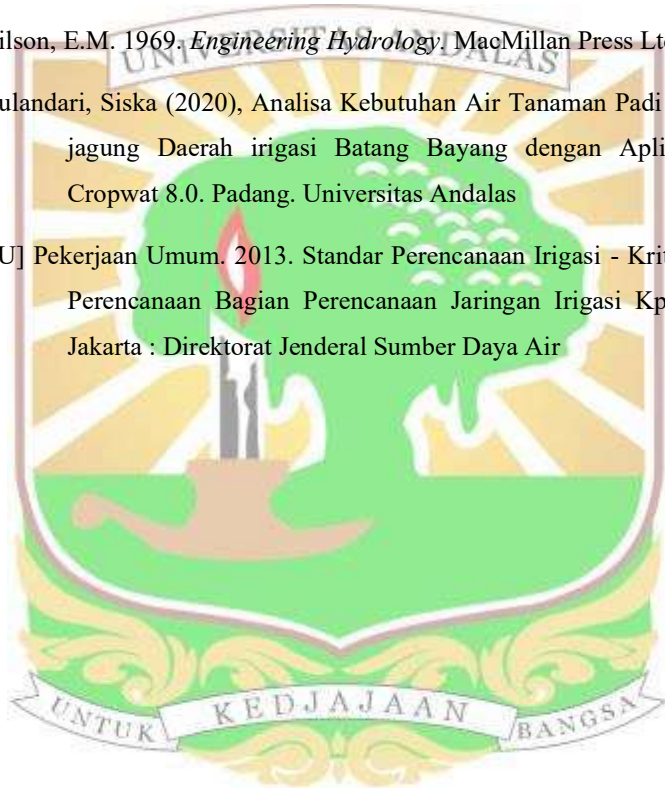 ilson, E.M. 1969. Engineering Hydrology. MacMillan Press Lt
UNIVERSITAS ANDALAS
ulandari, Siska (2020), Analisa Kebutuhan Air Tanaman Padi
jagung Daerah irigasi Batang Bayang dengan Apli
Cropwat 8.0. Padang. Universitas Andalas
U] Pekerjaan Umum. 2013. Standar Perencanaan Irigasi - Krit
Perencanaan Bagian Perencanaan Jaringan Irigasi Kp
Jakarta : Direktorat Jenderal Sumber Daya Air
UNTUK KEDJAJAAN BANGSA